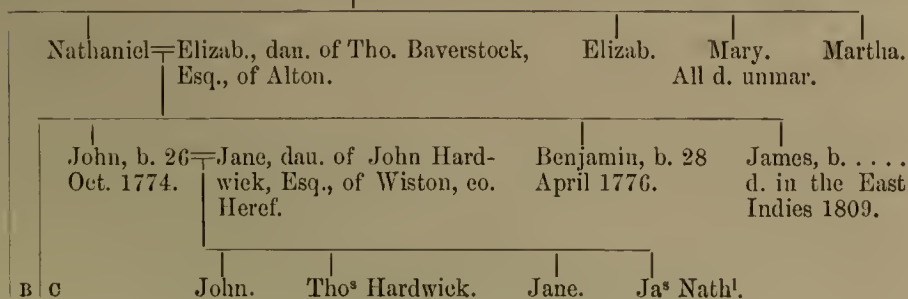 Nathaniel=Elizab., dau. of Tho. Baverstock, Elizab. Mary. Martha.
Esq., of Alton. All d. unmar.
John, b. 26=Jane, dau. of John Hard- Benjamin, b. 28 James, b. . . . .
Oct. 1774. wick, Esq., of Wiston, co. April 1776. d. in the East
Heref. Indies 1809.
B C John. Thoˢ Hardwick. Jane. Jaˢ Nathˡ.